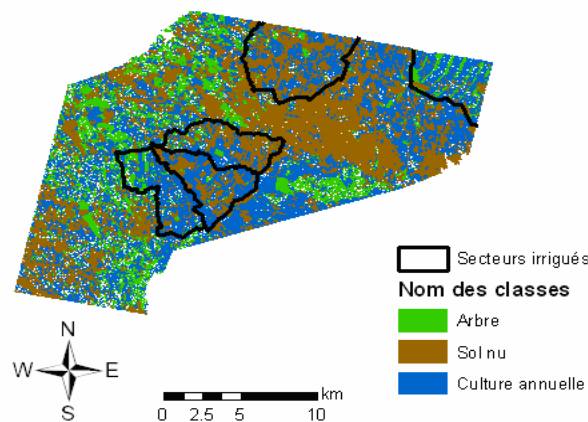 Secteurs irrigués
Nom des classes
Arbre
Sol nu
Culture annuelle
N
W E
S
km
0 2.5 5 10